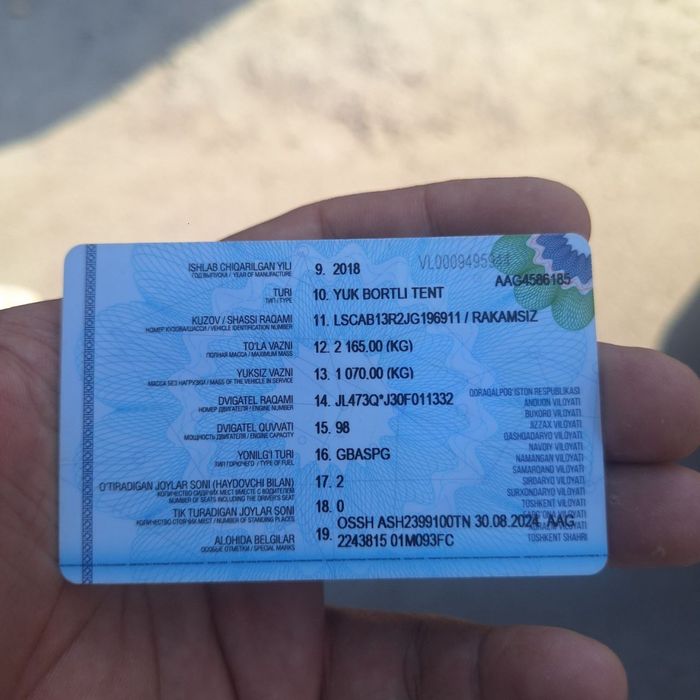 VL0009495944
AAG4586185
ISHLAB CHIQARILGAN YILI
ГОД ВЫПУСКА / YEAR OF MANUFACTURE
9. 2018
TURI
ТИП / TYPE
10. YUK BORTLI TENT
KUZOV / SHASSI RAQAMI
НОМЕР КУЗОВА/ШАССИ / VEHICLE IDENTIFICATION NUMBER
11. LSCAB13R2JG196911 / RAKAMSIZ
TO'LA VAZNI
ПОЛНАЯ МАССА / MAXIMUM MASS
12. 2 165.00 (KG)
YUKSIZ VAZNI
МАССА БЕЗ НАГРУЗКИ / MASS OF THE VEHICLE IN SERVICE
13. 1 070.00 (KG)
DVIGATEL RAQAMI
НОМЕР ДВИГАТЕЛЯ / ENGINE NUMBER
14. JL473Q*J30F011332
DVIGATEL QUVVATI
МОЩНОСТЬ ДВИГАТЕЛЯ / ENGINE CAPACITY
15. 98
YONILG'I TURI
ТИП ГОРЮЧЕГО / TYPE OF FUEL
16. GBASPG
O'TIRADIGAN JOYLAR SONI (HAYDOVCHI BILAN)
КОЛИЧЕСТВО СИДЯЧИХ МЕСТ ВМЕСТЕ С ВОДИТЕЛЕМ
NUMBER OF SEATS INCLUDING THE DRIVER'S SEAT
17. 2
TIK TURADIGAN JOYLAR SONI
КОЛИЧЕСТВО СТОЯЧИХ МЕСТ / NUMBER OF STANDING PLACES
18. 0
ALOHIDA BELGILAR
ОСОБЫЕ ОТМЕТКИ / SPECIAL MARKS
19. OSSH ASH2399100TN 30.08.2024, AAG
2243815 01M093FC
QORAQALPOG'ISTON RESPUBLIKASI
ANDIJON VILOYATI
BUXORO VILOYATI
JIZZAX VILOYATI
QASHQADARYO VILOYATI
NAVOIY VILOYATI
NAMANGAN VILOYATI
SAMARQAND VILOYATI
SIRDARYO VILOYATI
SURXONDARYO VILOYATI
TOSHKENT VILOYATI
TOSHKENT SHAHRI